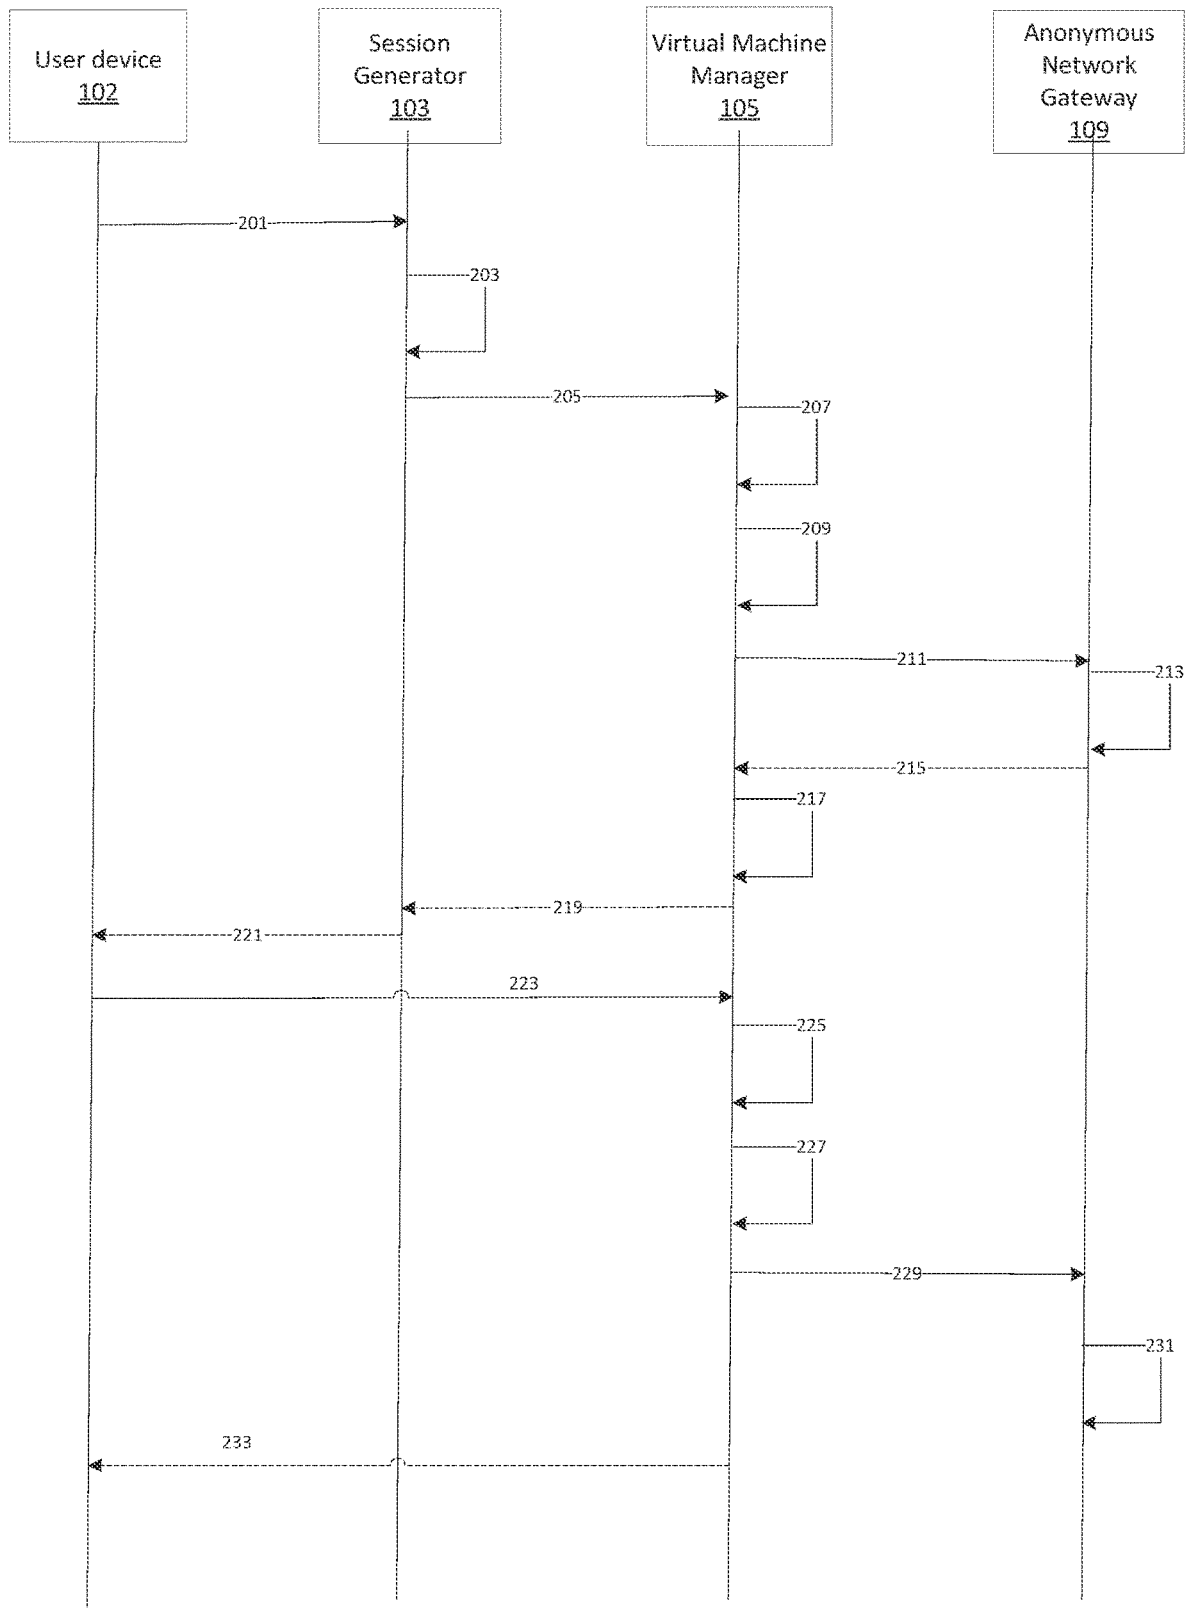 User device
102
Session
Generator
103
Virtual Machine
Manager
105
Anonymous
Network
Gateway
109
201
203
205
207
209
211
213
215
217
219
221
223
225
227
229
231
233